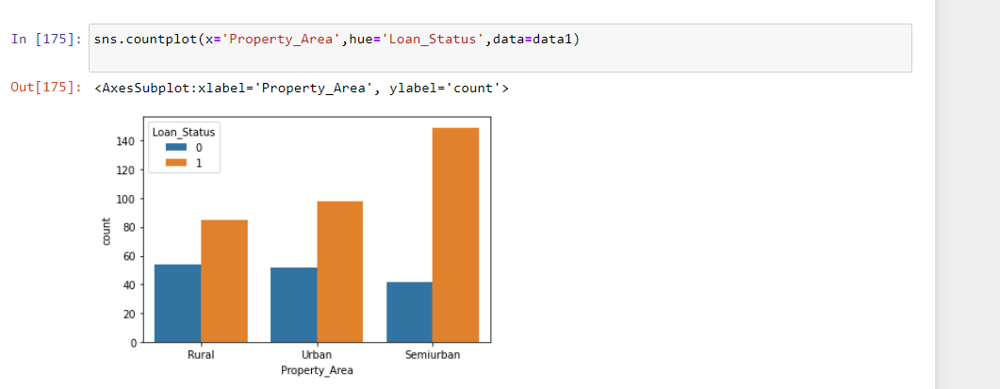 In [175]: sns.countplot(x='Property_Area',hue='Loan_Status',data=data1)
Out[175]: <AxesSubplot:xlabel='Property_Area', ylabel='count'>
Loan_Status
0
1
140
120
100
80
60
40
20
0
count
Rural Urban Semiurban
Property_Area